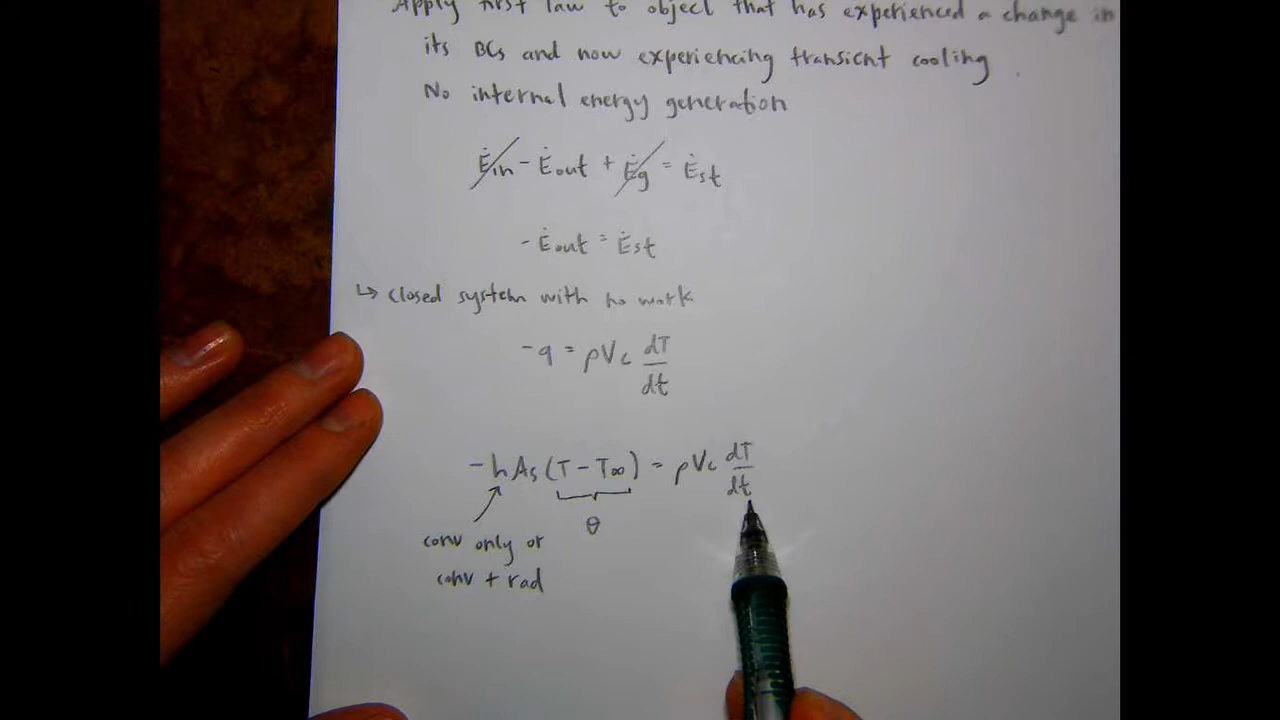 Apply first law to object that has experienced a change in
its BCs and now experiencing transient cooling
No internal energy generation
Ėin - Ėout + Ėg = Ėst
- Ėout = Ėst
↳ closed system with no work
-q = ρVc dT/dt
-hAs(T - T∞) = ρVc dT/dt
θ
conv only or
conv + rad